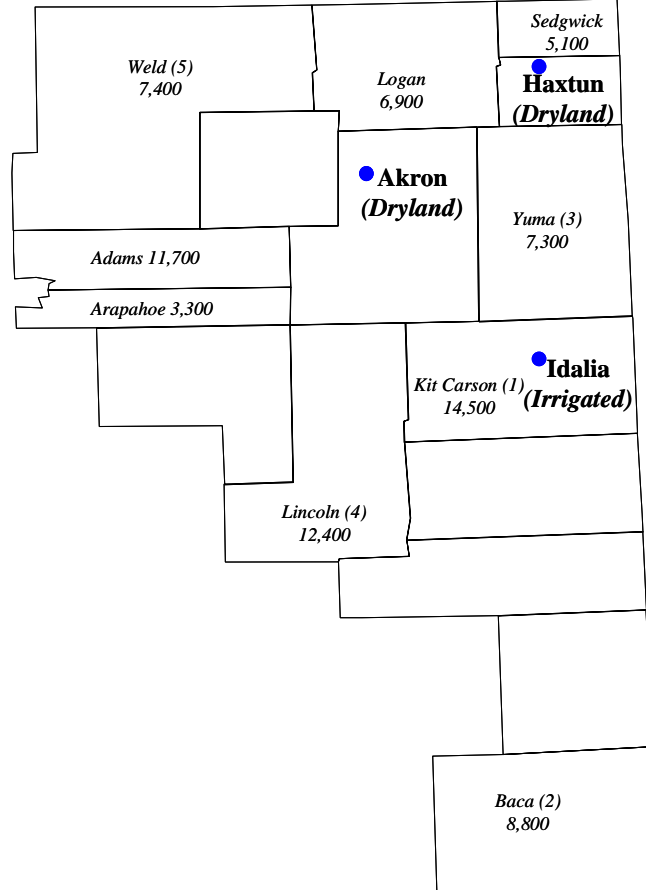 Sedgwick
5,100
Weld (5)
7,400
Logan
6,900
Haxtun
(Dryland)
Akron
(Dryland)
Yuma (3)
7,300
Adams 11,700
Arapahoe 3,300
Idalia
(Irrigated)
Kit Carson (1)
14,500
Lincoln (4)
12,400
Baca (2)
8,800